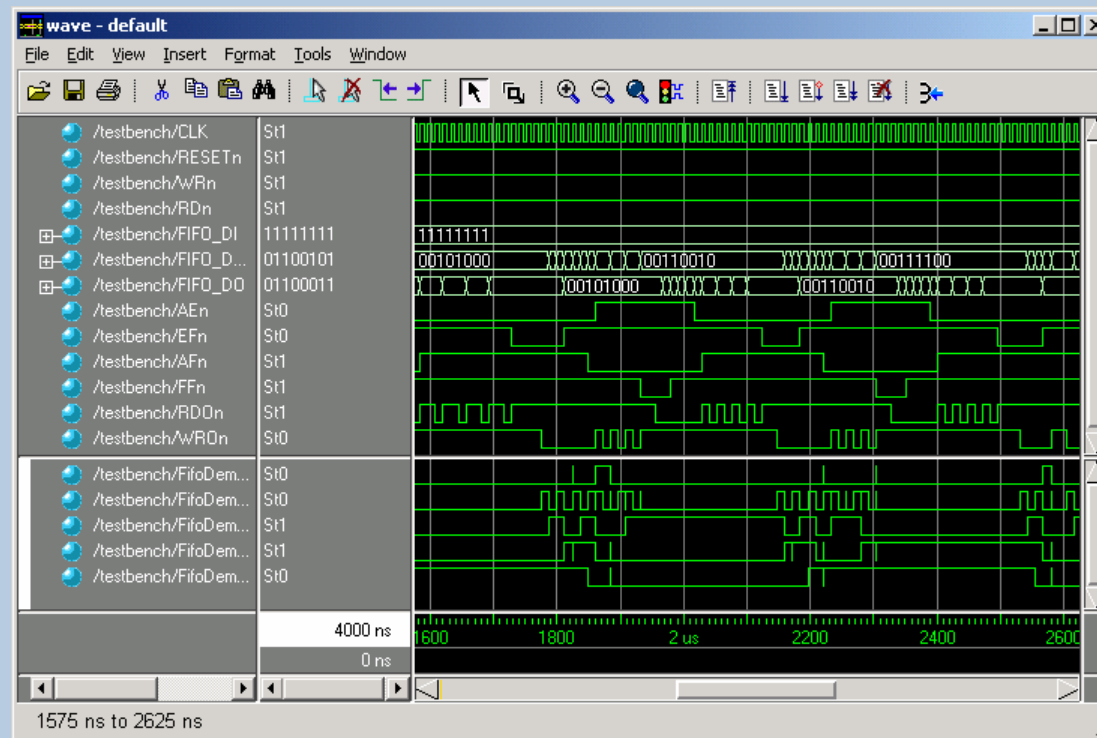 wave - default
File Edit View Insert Format Tools Window
/testbench/CLK St1
/testbench/RESETn St1
/testbench/WRn St1
/testbench/RDn St1
/testbench/FIFO_DI 11111111 11111111
/testbench/FIFO_D... 01100101 00101000 00110010 00111100
/testbench/FIFO_DO 01100011 00101000 00110010
/testbench/AEn St0
/testbench/EFn St0
/testbench/AFn St1
/testbench/FFn St1
/testbench/RDOn St1
/testbench/WROn St0
/testbench/FifoDem... St0
/testbench/FifoDem... St0
/testbench/FifoDem... St1
/testbench/FifoDem... St1
/testbench/FifoDem... St0
4000 ns 1600 1800 2 us 2200 2400 2600
0 ns
1575 ns to 2625 ns